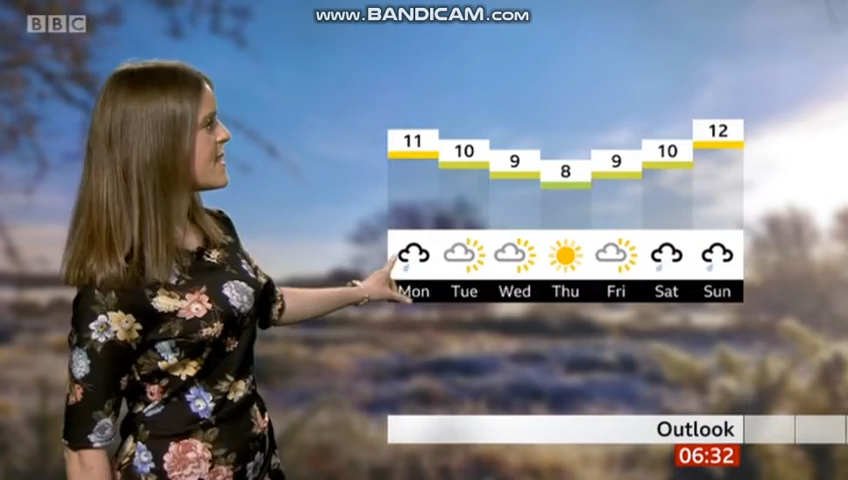 www.BANDICAM.com
BBC
11 10 9 8 9 10 12
Mon Tue Wed Thu Fri Sat Sun
Outlook
06:32